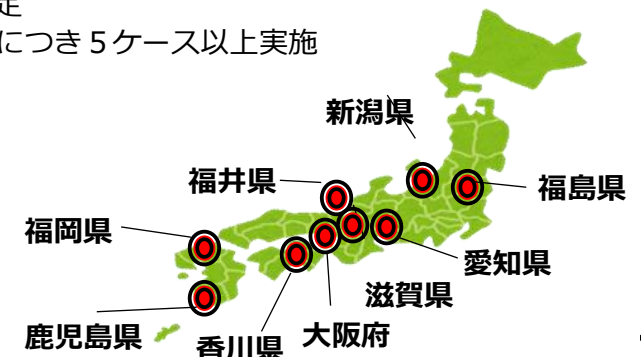 定
につき５ケース以上実施
新潟県
福井県
福島県
福岡県
愛知県
滋賀県
鹿児島県
香川県
大阪府